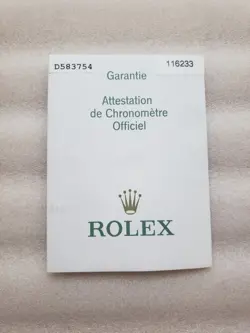 D583754 116233
Garantie
Attestation
de Chronomètre
Officiel
ROLEX